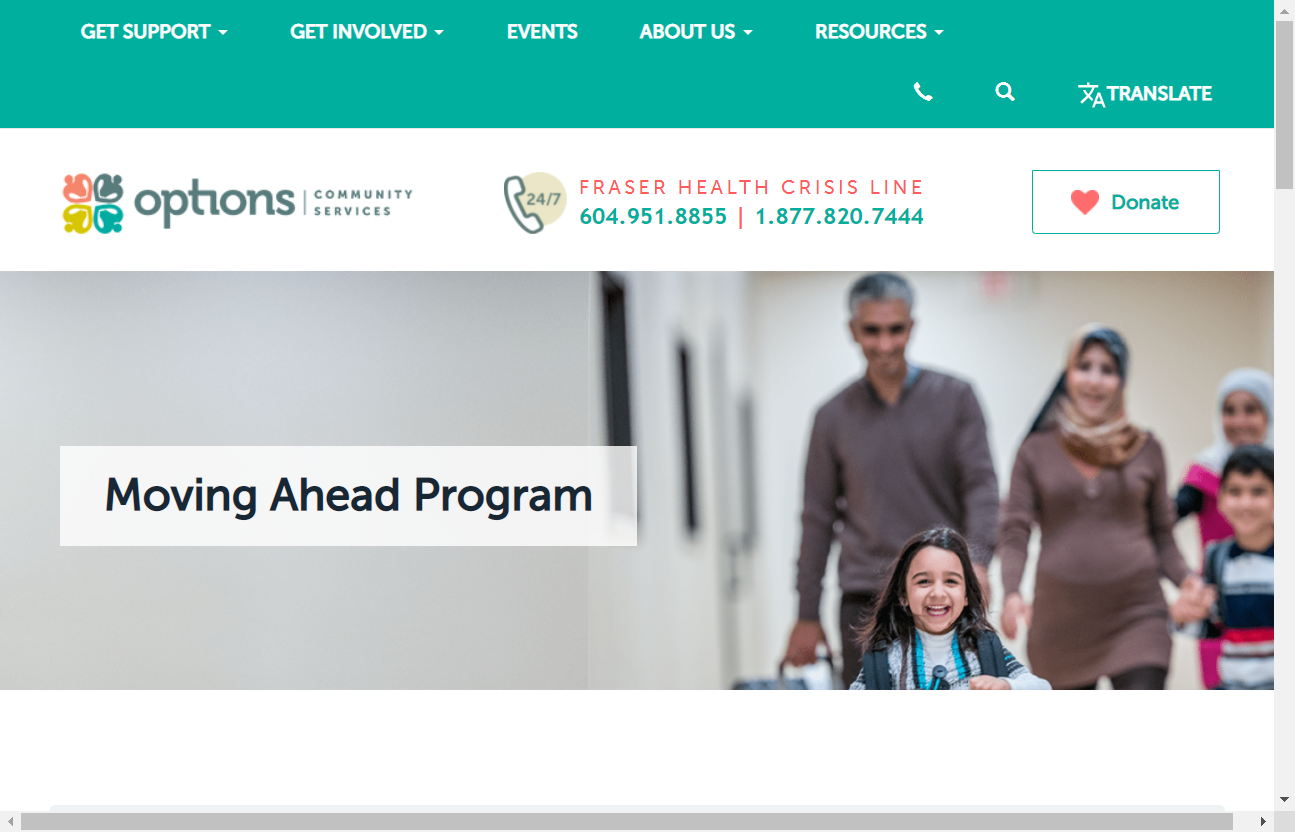 GET SUPPORT
GET INVOLVED
EVENTS
ABOUT US
RESOURCES
TRANSLATE
options | COMMUNITY SERVICES
24/7
FRASER HEALTH CRISIS LINE
604.951.8855 | 1.877.820.7444
Donate
Moving Ahead Program